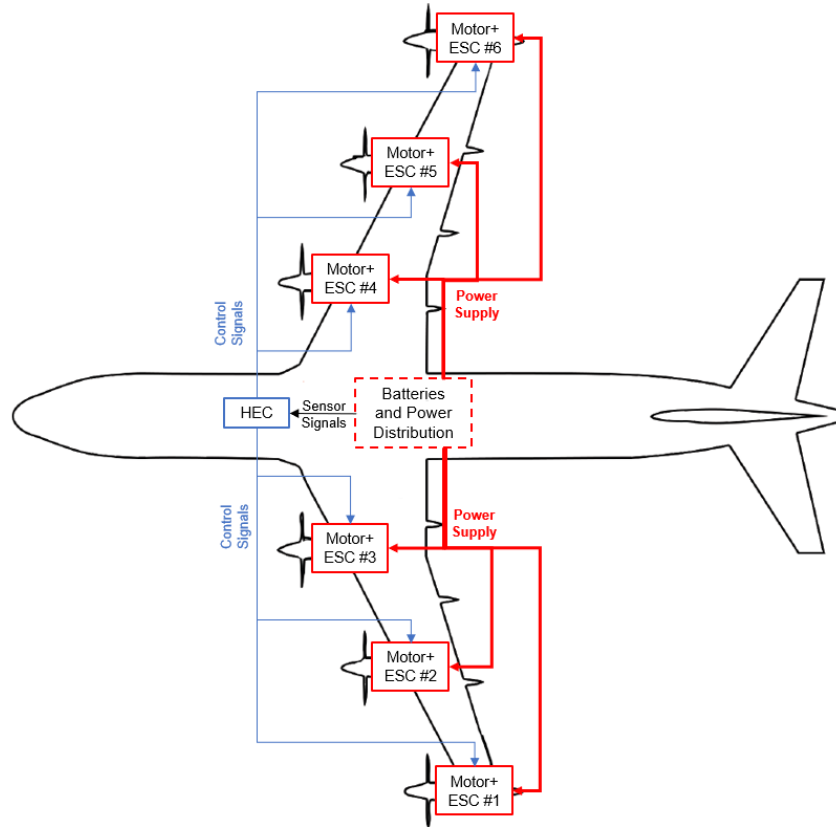 Motor+
ESC #6
Motor+
ESC #5
Motor+
ESC #4
Power
Supply
Control
Signals
Batteries
and Power
Distribution
HEC
Sensor
Signals
Control
Signals
Power
Supply
Motor+
ESC #3
Motor+
ESC #2
Motor+
ESC #1